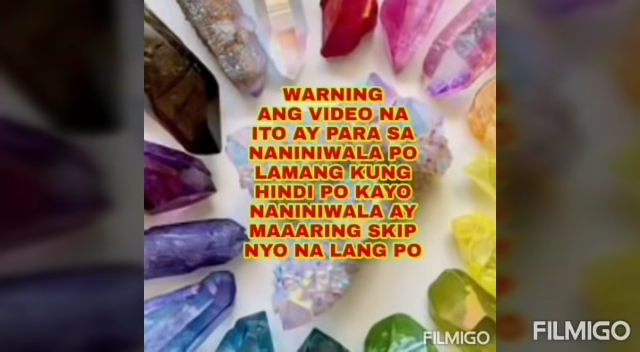 WARNING
ANG VIDEO NA
ITO AY PARA SA
NANINIWALA PO
LAMANG KUNG
HINDI PO KAYO
NANINIWALA AY
MAAARING SKIP
NYO NA LANG PO
FILMIGO
FILMIGO